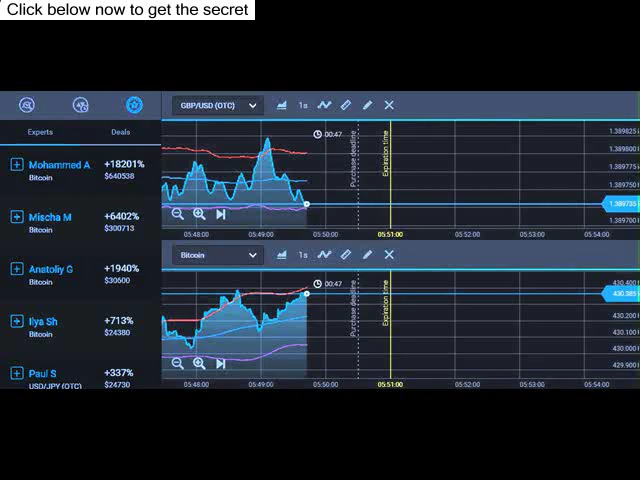 Click below now to get the secret
Experts Deals
Mohammed A +18201%
Bitcoin $640538
Mischa M +6402%
Bitcoin $300713
Anatoliy G +1940%
Bitcoin $30600
Ilya Sh +713%
Bitcoin $24380
Paul S +337%
USD/JPY (OTC) $24730
GBP/USD (OTC) 1s
00:47
Purchase deadline
Expiration time
1.389825
1.389800
1.389775
1.389750
1.389735
1.389700
05:48:00 05:49:00 05:50:00 05:51:00 05:52:00 05:53:00 05:54:00
Bitcoin 1s
00:47
Purchase deadline
Expiration time
430.400
430.385
430.200
430.100
430.000
429.900
05:48:00 05:49:00 05:50:00 05:51:00 05:52:00 05:53:00 05:54:00